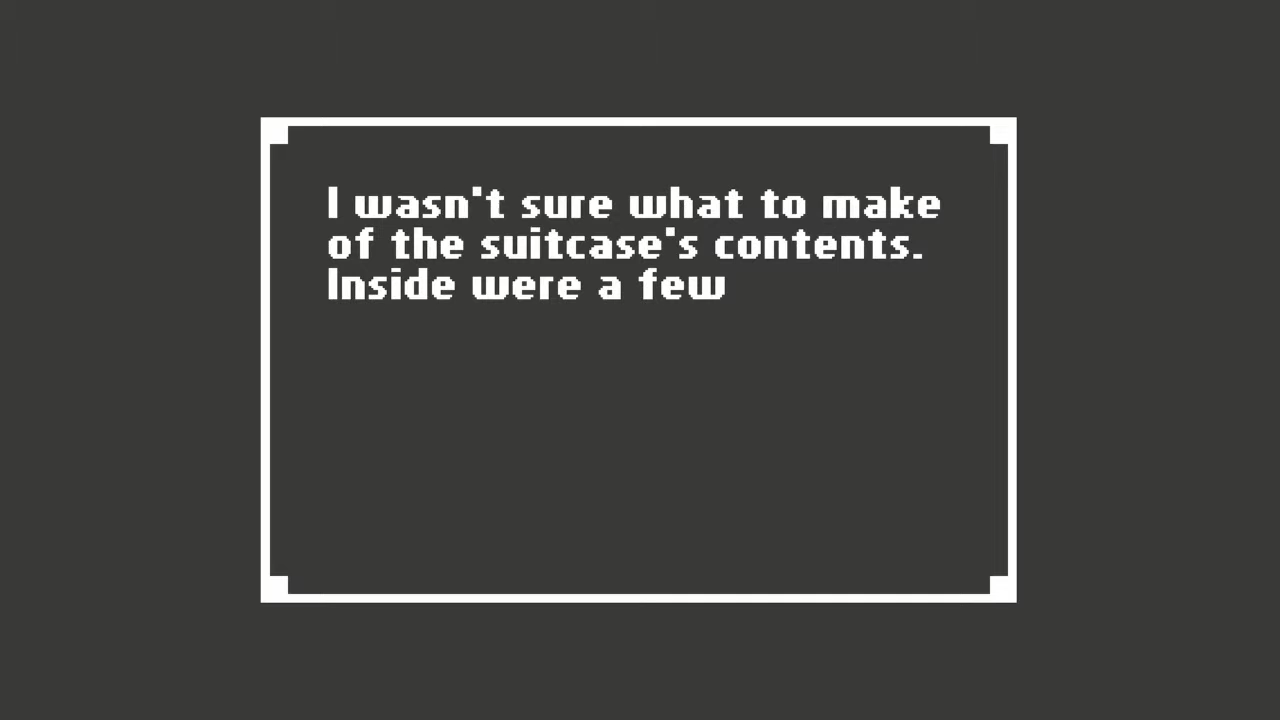 I wasn't sure what to make
of the suitcase's contents.
Inside were a few